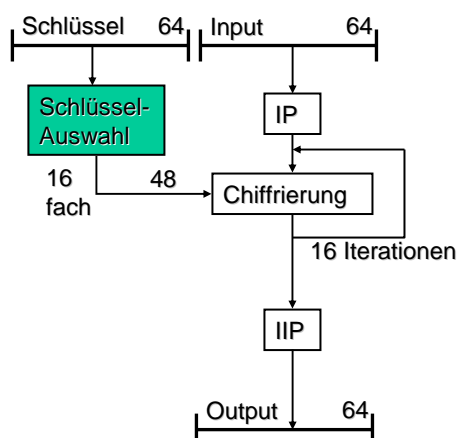 Schlüssel 64
Input 64
Schlüssel-
Auswahl
IP
16
fach
48
Chiffrierung
16 Iterationen
IIP
Output 64